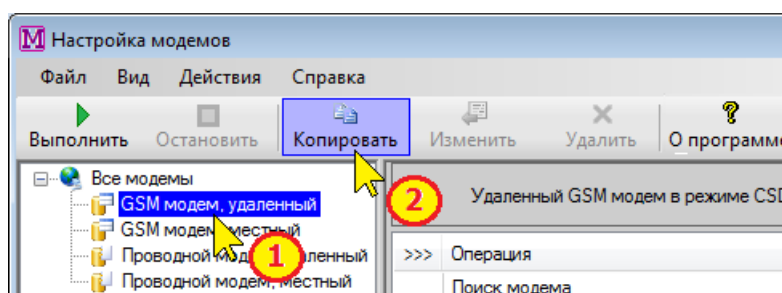 M Настройка модемов
Файл Вид Действия Справка
Выполнить Остановить Копировать Изменить Удалить О программе
Все модемы
GSM модем, удаленный
GSM модем, местный
Проводной модем, удаленный
Проводной модем, местный
1
2
Удаленный GSM модем в режиме CSD
>>> Операция
Поиск модема